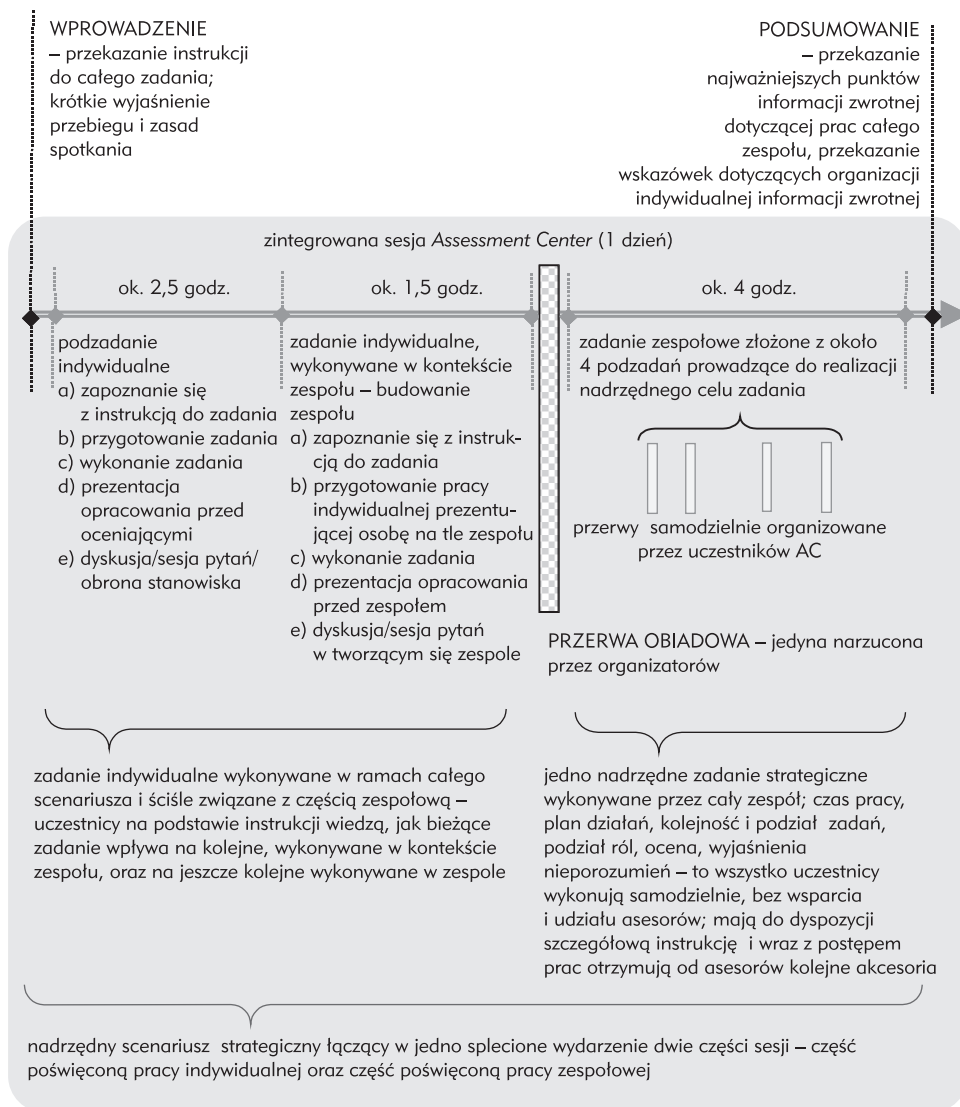 WPROWADZENIE
– przekazanie instrukcji
do całego zadania;
krótkie wyjaśnienie
przebiegu i zasad
spotkania
PODSUMOWANIE
– przekazanie
najważniejszych punktów
informacji zwrotnej
dotyczącej prac całego
zespołu, przekazanie
wskazówek dotyczących organizacji
indywidualnej informacji zwrotnej
zintegrowana sesja Assessment Center (1 dzień)
ok. 2,5 godz.
ok. 1,5 godz.
ok. 4 godz.
podzadanie
indywidualne
a) zapoznanie się
z instrukcją do zadania
b) przygotowanie zadania
c) wykonanie zadania
d) prezentacja
opracowania przed
oceniającymi
e) dyskusja/sesja pytań/
obrona stanowiska
zadanie indywidualne,
wykonywane w kontekście
zespołu – budowanie
zespołu
a) zapoznanie się z instruk-
cją do zadania
b) przygotowanie pracy
indywidualnej prezentu-
jącej osobę na tle zespołu
c) wykonanie zadania
d) prezentacja opracowania
przed zespołem
e) dyskusja/sesja pytań
w tworzącym się zespole
zadanie zespołowe złożone z około
4 podzadań prowadzące do realizacji
nadrzędnego celu zadania
przerwy samodzielnie organizowane
przez uczestników AC
PRZERWA OBIADOWA – jedyna narzucona
przez organizatorów
zadanie indywidualne wykonywane w ramach całego
scenariusza i ściśle związane z częścią zespołową –
uczestnicy na podstawie instrukcji wiedzą, jak bieżące
zadanie wpływa na kolejne, wykonywane w kontekście
zespołu, oraz na jeszcze kolejne wykonywane w zespole
jedno nadrzędne zadanie strategiczne
wykonywane przez cały zespół; czas pracy,
plan działań, kolejność i podział zadań,
podział ról, ocena, wyjaśnienia
nieporozumień – to wszystko uczestnicy
wykonują samodzielnie, bez wsparcia
i udziału asesorów; mają do dyspozycji
szczegółową instrukcję i wraz z postępem
prac otrzymują od asesorów kolejne akcesoria
nadrzędny scenariusz strategiczny łączący w jedno splecione wydarzenie dwie części sesji – część
poświęconą pracy indywidualnej oraz część poświęconą pracy zespołowej